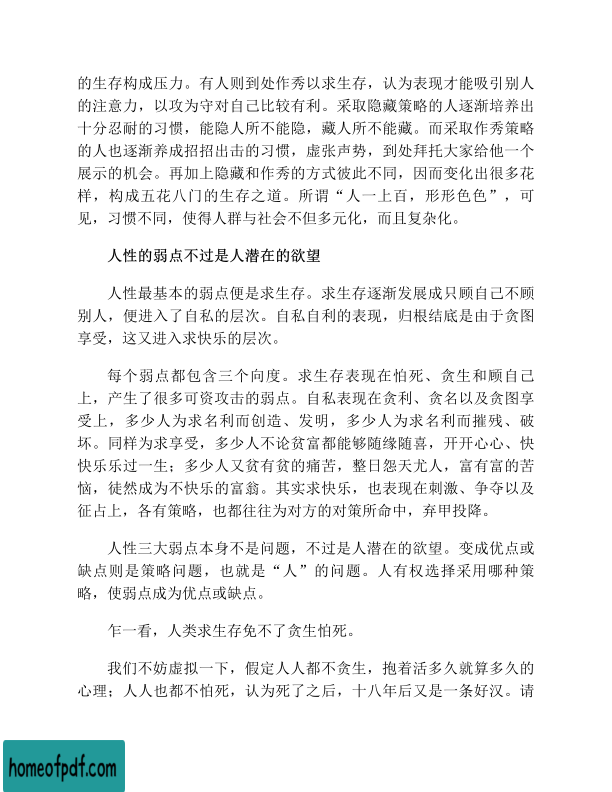 的生存构成压力。有人则到处作秀以求生存，认为表现才能吸引别人
的注意力，以攻为守对自己比较有利。采取隐藏策略的人逐渐培养出
十分忍耐的习惯，能隐人所不能隐，藏人所不能藏。而采取作秀策略
的人也逐渐养成招招出击的习惯，虚张声势，到处拜托大家给他一个
展示的机会。再加上隐藏和作秀的方式彼此不同，因而变化出很多花
样，构成五花八门的生存之道。所谓“人一上百，形形色色”，可
见，习惯不同，使得人群与社会不但多元化，而且复杂化。
人性的弱点不过是人潜在的欲望
人性最基本的弱点便是求生存。求生存逐渐发展成只顾自己不顾
别人，便进入了自私的层次。自私自利的表现，归根结底是由于贪图
享受，这又进入求快乐的层次。
每个弱点都包含三个向度。求生存表现在怕死、贪生和顾自己
上，产生了很多可资攻击的弱点。自私表现在贪利、贪名以及贪图享
受上，多少人为求名利而创造、发明，多少人为求名利而摧残、破
坏。同样为求享受，多少人不论贫富都能够随缘随喜，开开心心、快
快乐乐过一生；多少人又贫有贫的痛苦，整日怨天尤人，富有富的苦
恼，徒然成为不快乐的富翁。其实求快乐，也表现在刺激、争夺以及
征占上，各有策略，也都往往为对方的对策所命中，弃甲投降。
人性三大弱点本身不是问题，不过是人潜在的欲望。变成优点或
缺点则是策略问题，也就是“人”的问题。人有权选择采用哪种策
略，使弱点成为优点或缺点。
乍一看，人类求生存免不了贪生怕死。
我们不妨虚拟一下，假定人人都不贪生，抱着活多久就算多久的
心理；人人也都不怕死，认为死了之后，十八年后又是一条好汉。请
homeofpdf.com